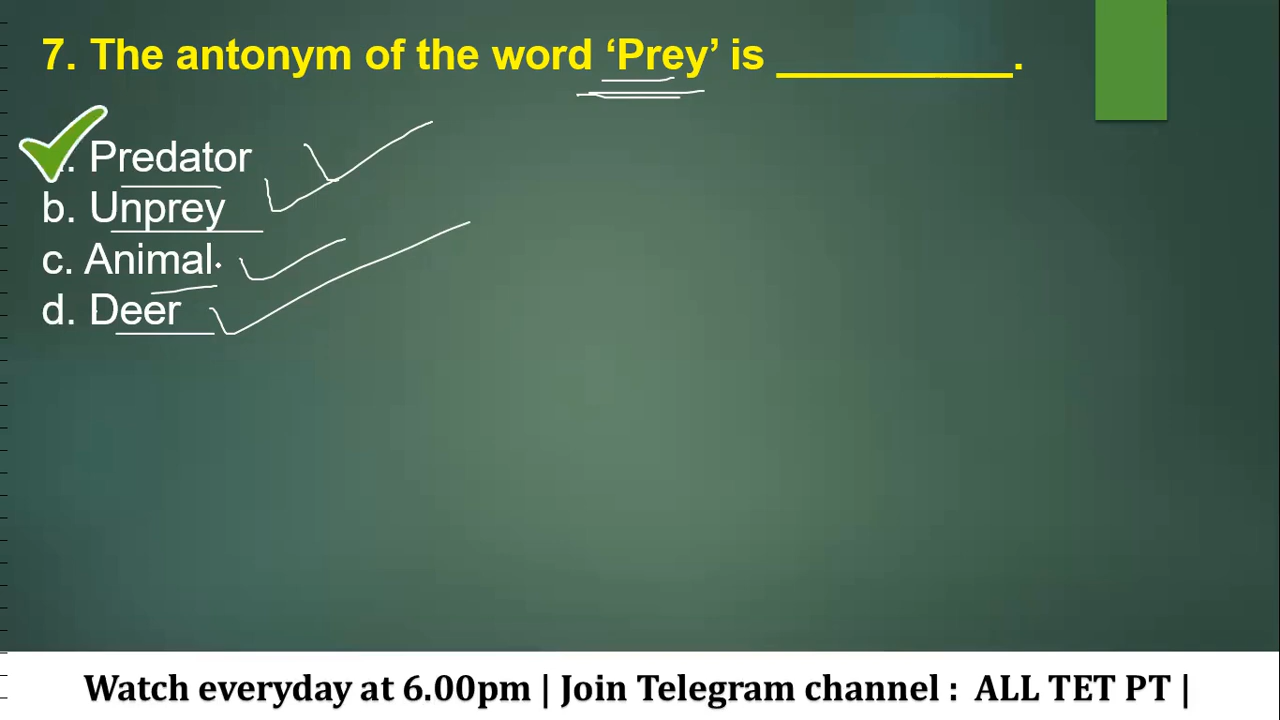 7. The antonym of the word ‘Prey’ is __________.
. Predator
b. Unprey
c. Animal
d. Deer
Watch everyday at 6.00pm | Join Telegram channel : ALL TET PT |